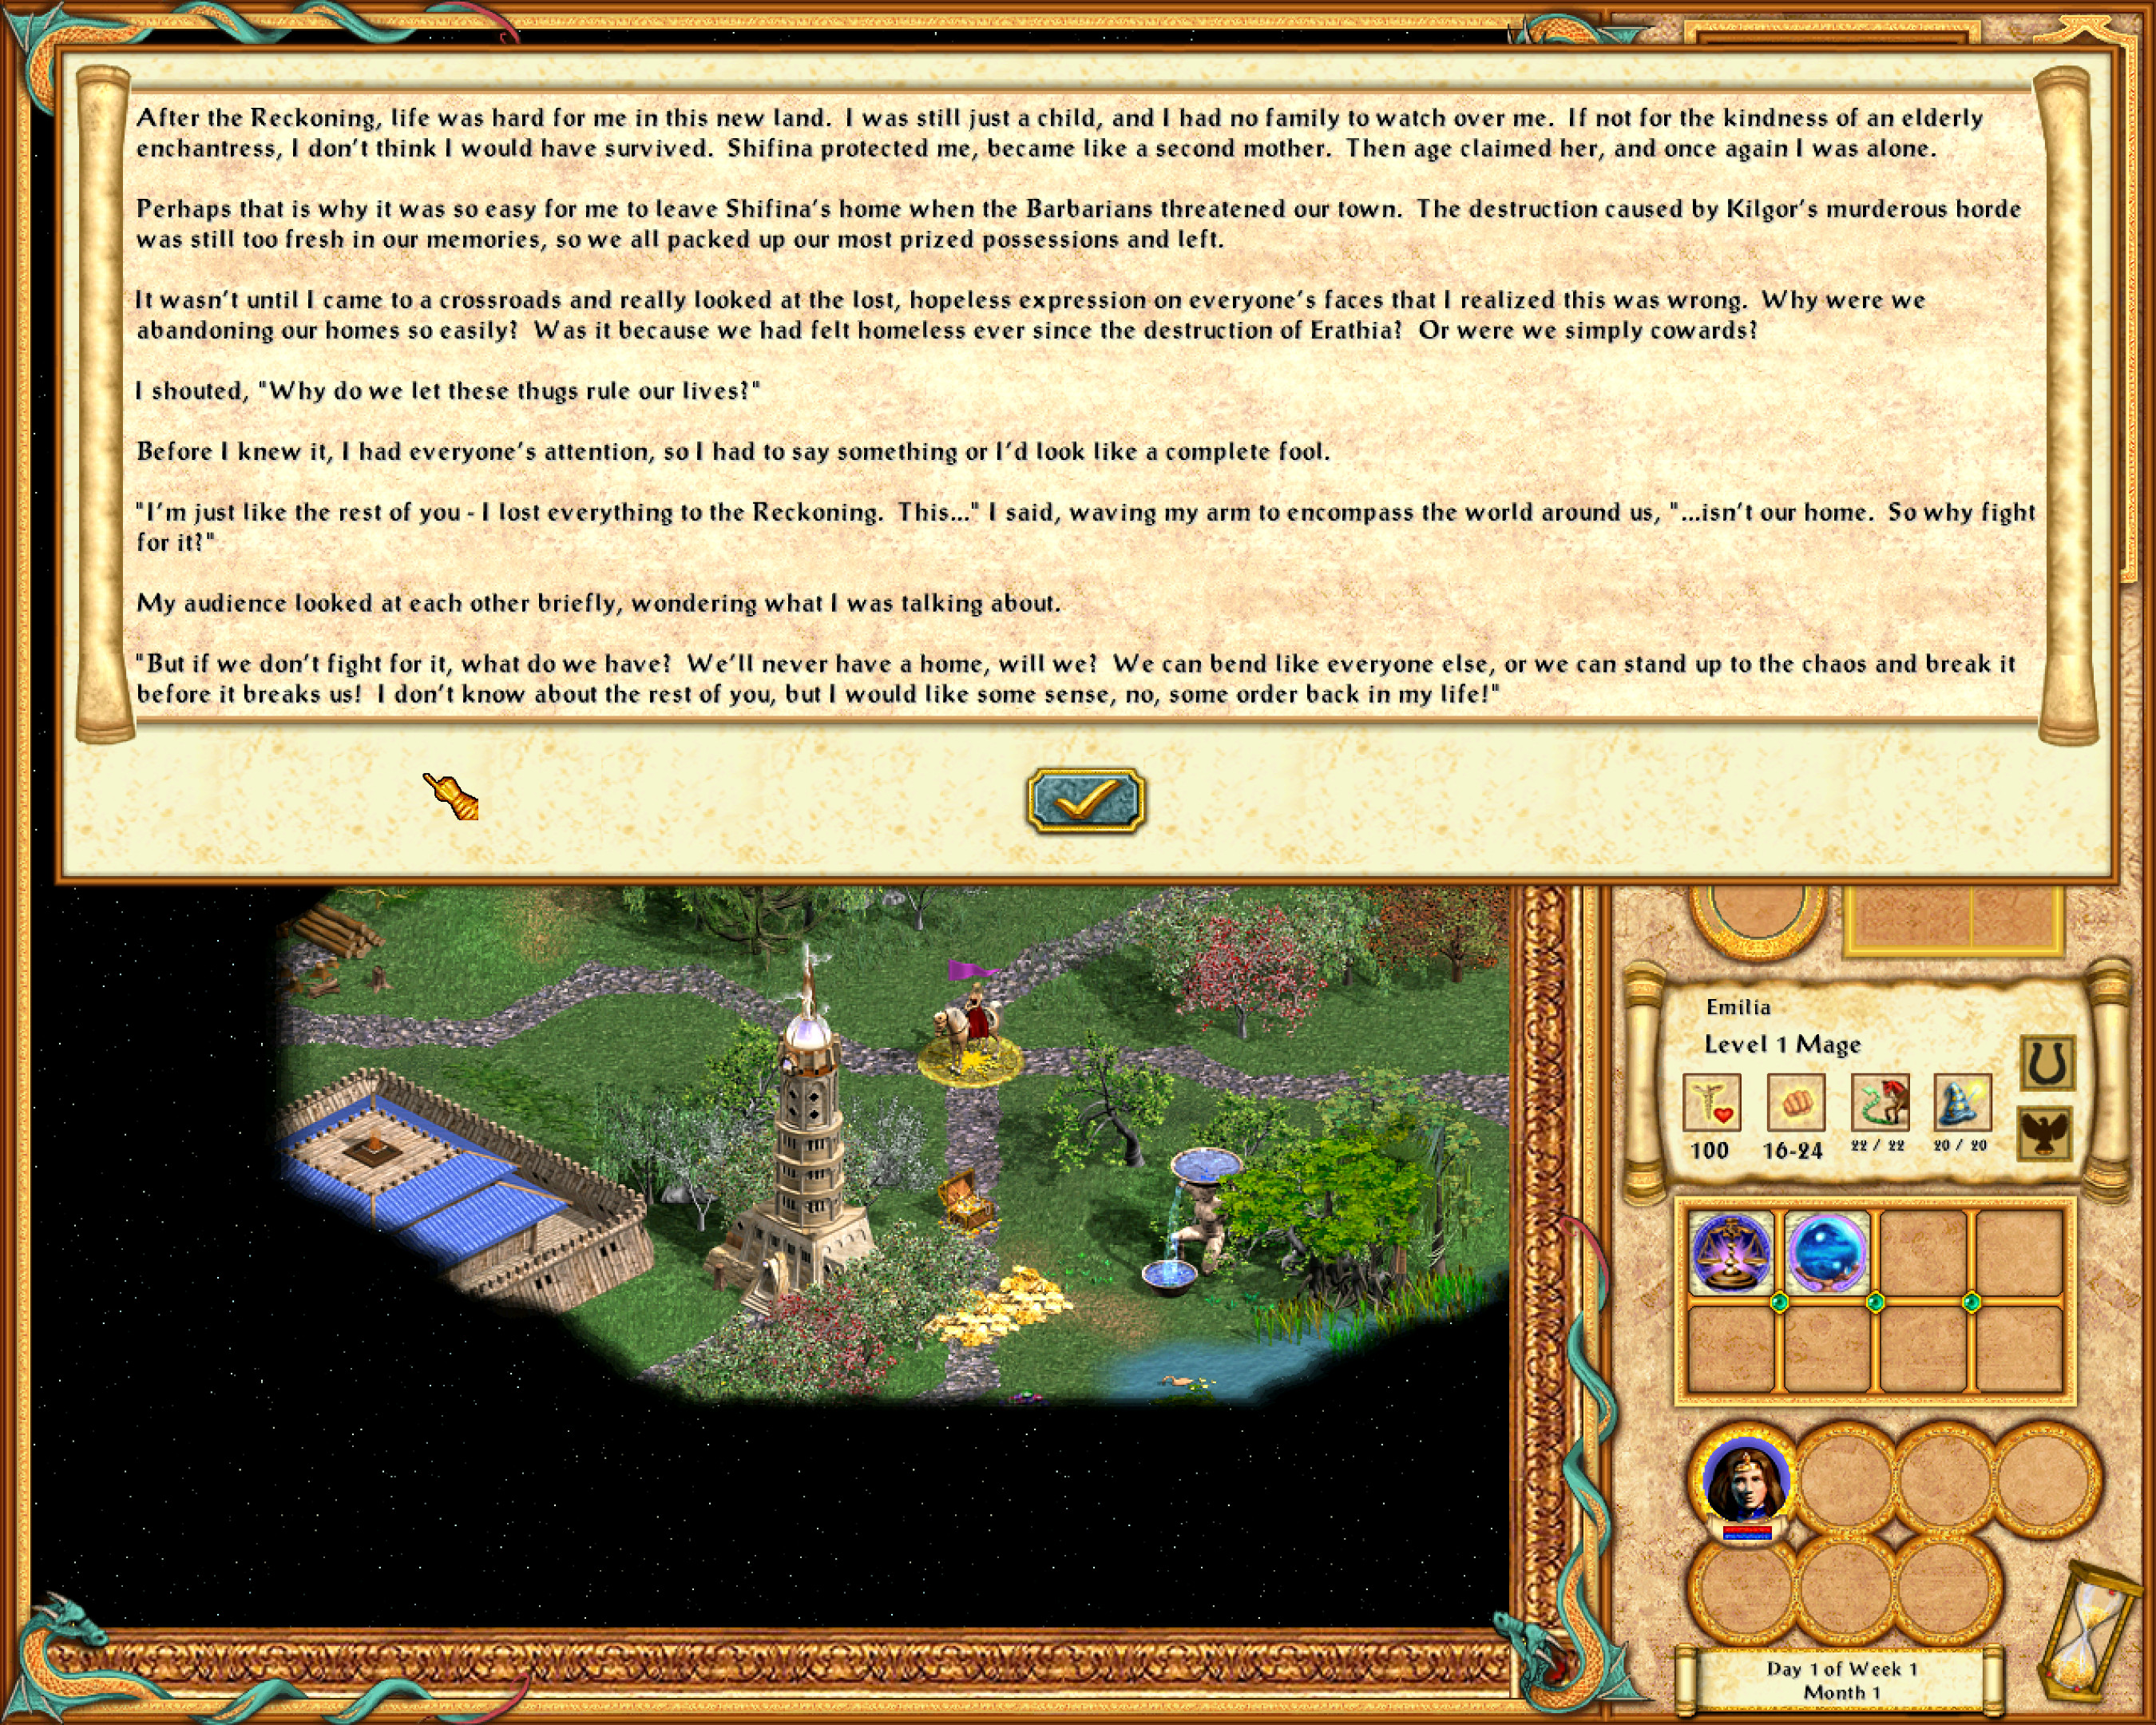 After the Reckoning, life was hard for me in this new land.  I was still just a child, and I had no family to watch over me.  If not for the kindness of an elderly
enchantress, I don't think I would have survived.  Shifina protected me, became like a second mother.  Then age claimed her, and once again I was alone.
Perhaps that is why it was so easy for me to leave Shifina's home when the Barbarians threatened our town.  The destruction caused by Kilgor's murderous horde
was still too fresh in our memories, so we all packed up our most prized possessions and left.
It wasn't until I came to a crossroads and really looked at the lost, hopeless expression on everyone's faces that I realized this was wrong.  Why were we
abandoning our homes so easily?  Was it because we had felt homeless ever since the destruction of Erathia?  Or were we simply cowards?
I shouted, "Why do we let these thugs rule our lives?"
Before I knew it, I had everyone's attention, so I had to say something or I'd look like a complete fool.
"I'm just like the rest of you - I lost everything to the Reckoning.  This..." I said, waving my arm to encompass the world around us, "...isn't our home.  So why fight
for it?"
My audience looked at each other briefly, wondering what I was talking about.
"But if we don't fight for it, what do we have?  We'll never have a home, will we?  We can bend like everyone else, or we can stand up to the chaos and break it
before it breaks us!  I don't know about the rest of you, but I would like some sense, no, some order back in my life!"
Emilia
Level 1 Mage
100 16-24 22 / 22 20 / 20
Day 1 of Week 1
Month 1